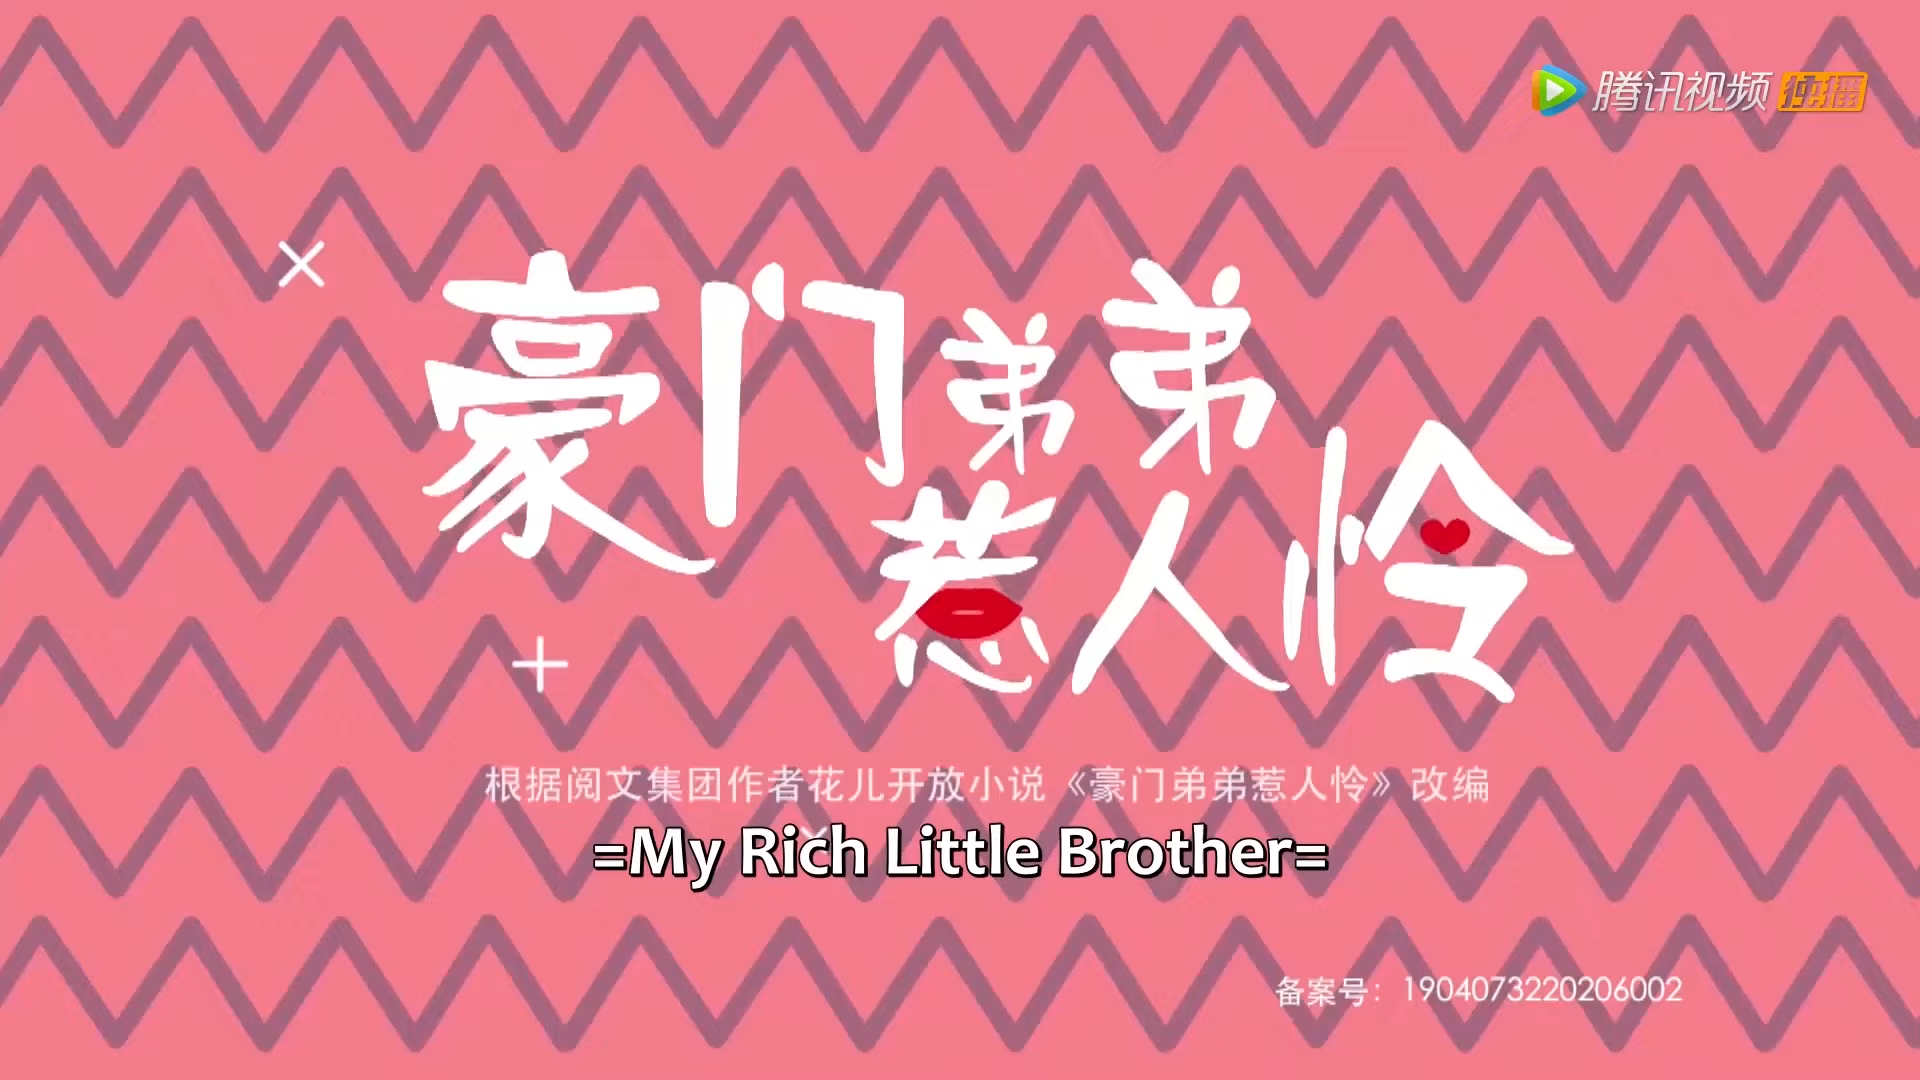 腾讯视频 独播
豪门弟弟
惹人怜
根据阅文集团作者花儿开放小说《豪门弟弟惹人怜》改编
=My Rich Little Brother=
备案号：1904073220206002